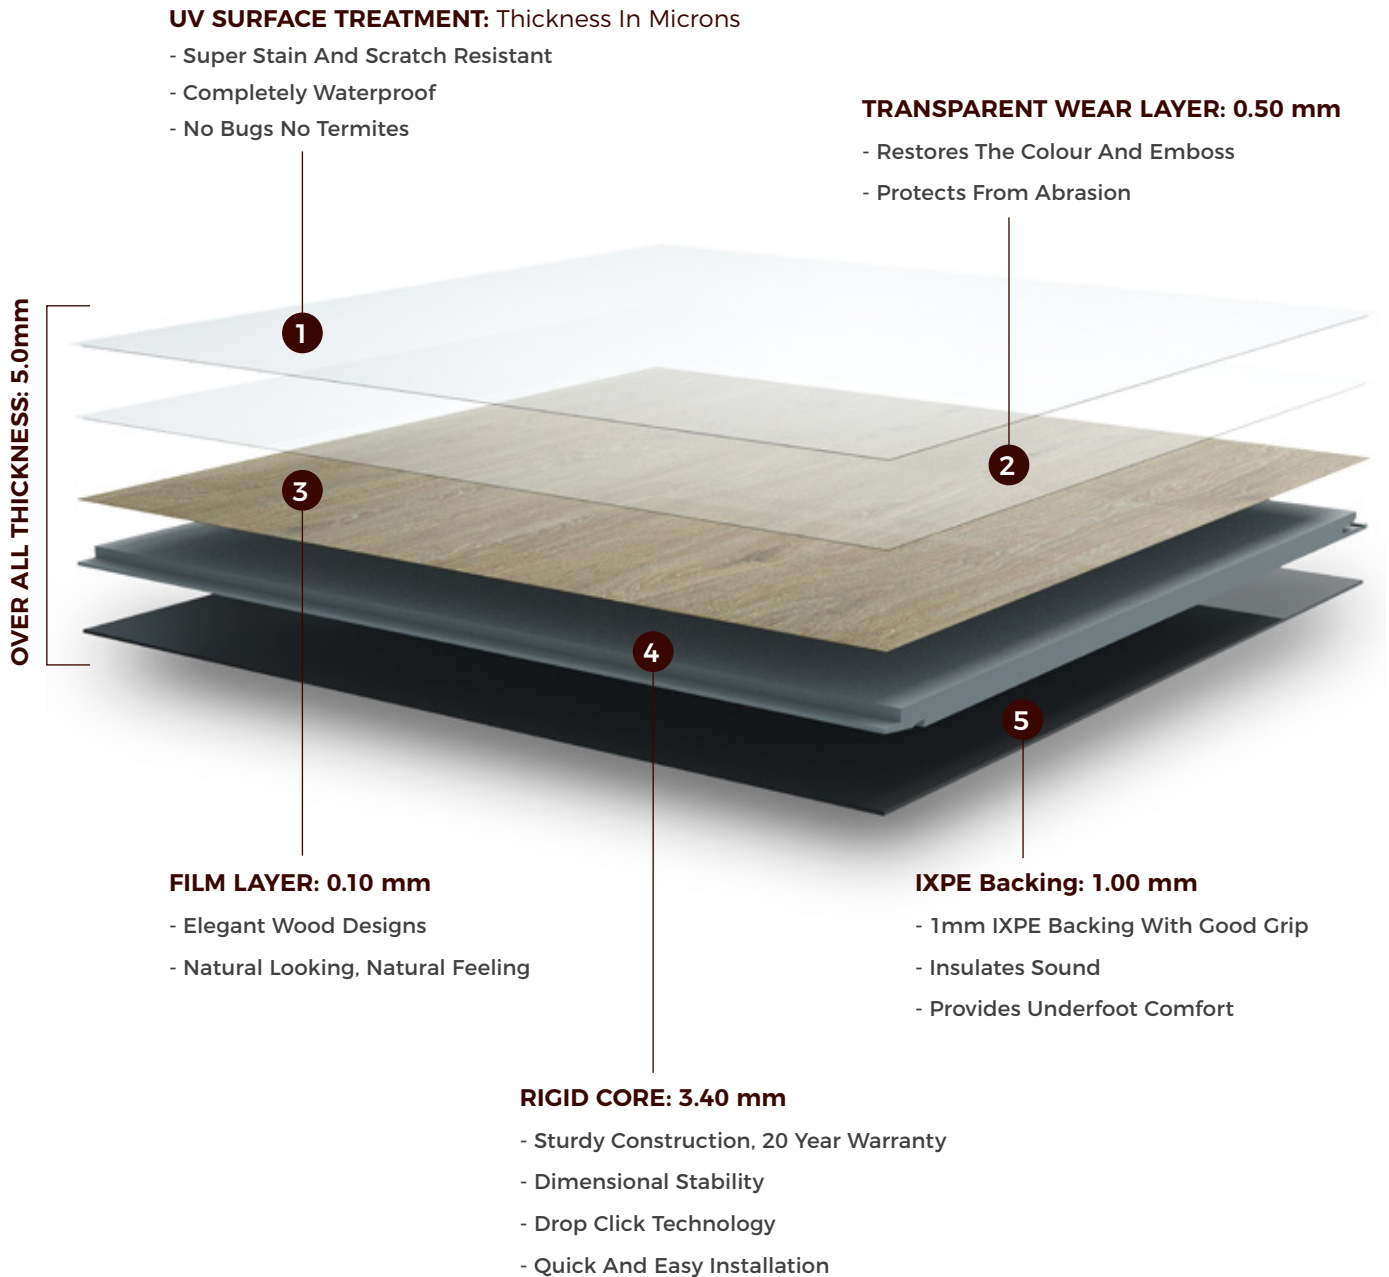 UV SURFACE TREATMENT: Thickness In Microns
- Super Stain And Scratch Resistant
- Completely Waterproof
- No Bugs No Termites
TRANSPARENT WEAR LAYER: 0.50 mm
- Restores The Colour And Emboss
- Protects From Abrasion
OVER ALL THICKNESS: 5.0mm
1
2
3
4
5
FILM LAYER: 0.10 mm
- Elegant Wood Designs
- Natural Looking, Natural Feeling
IXPE Backing: 1.00 mm
- 1mm IXPE Backing With Good Grip
- Insulates Sound
- Provides Underfoot Comfort
RIGID CORE: 3.40 mm
- Sturdy Construction, 20 Year Warranty
- Dimensional Stability
- Drop Click Technology
- Quick And Easy Installation